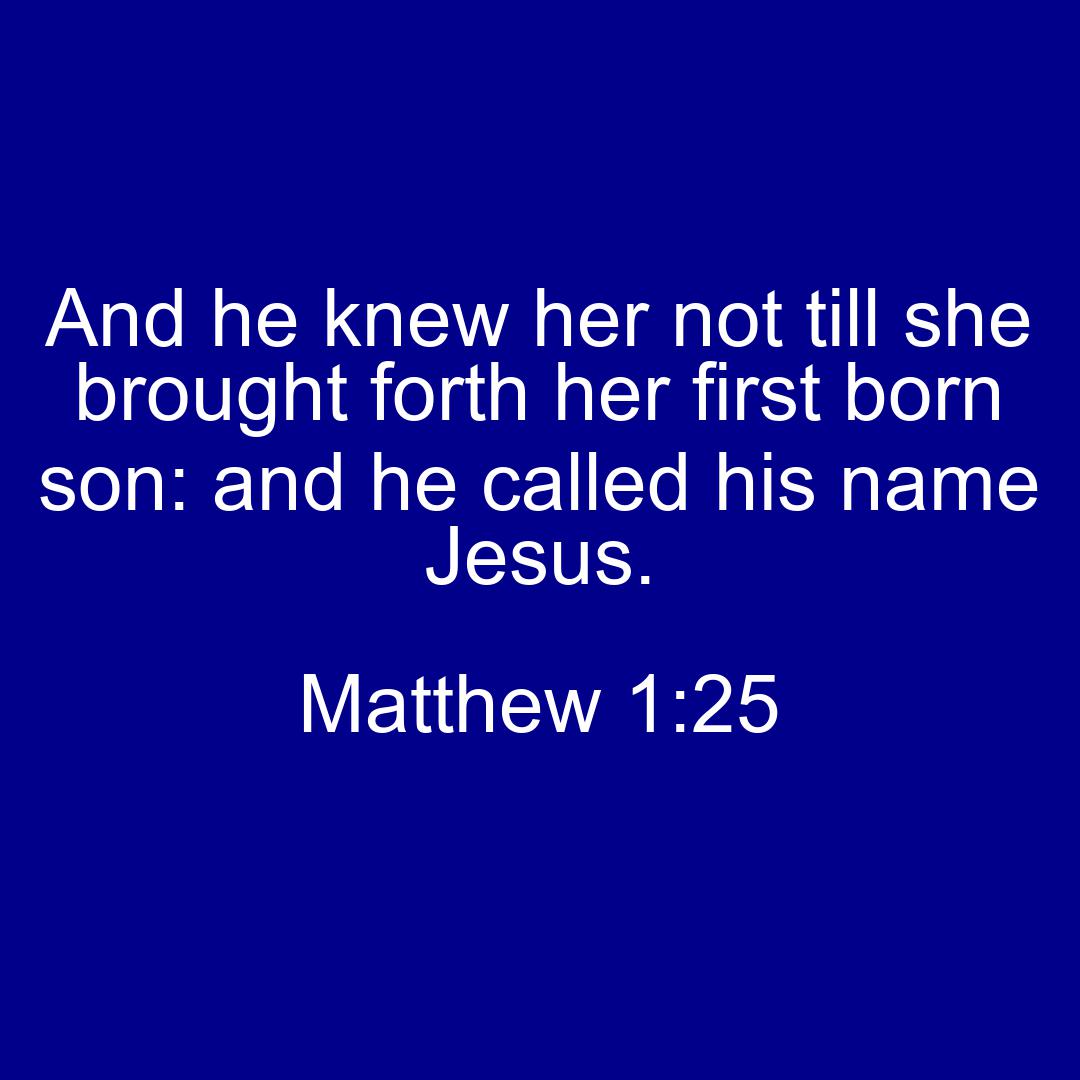 And he knew her not till she
brought forth her first born
son: and he called his name
Jesus.
Matthew 1:25